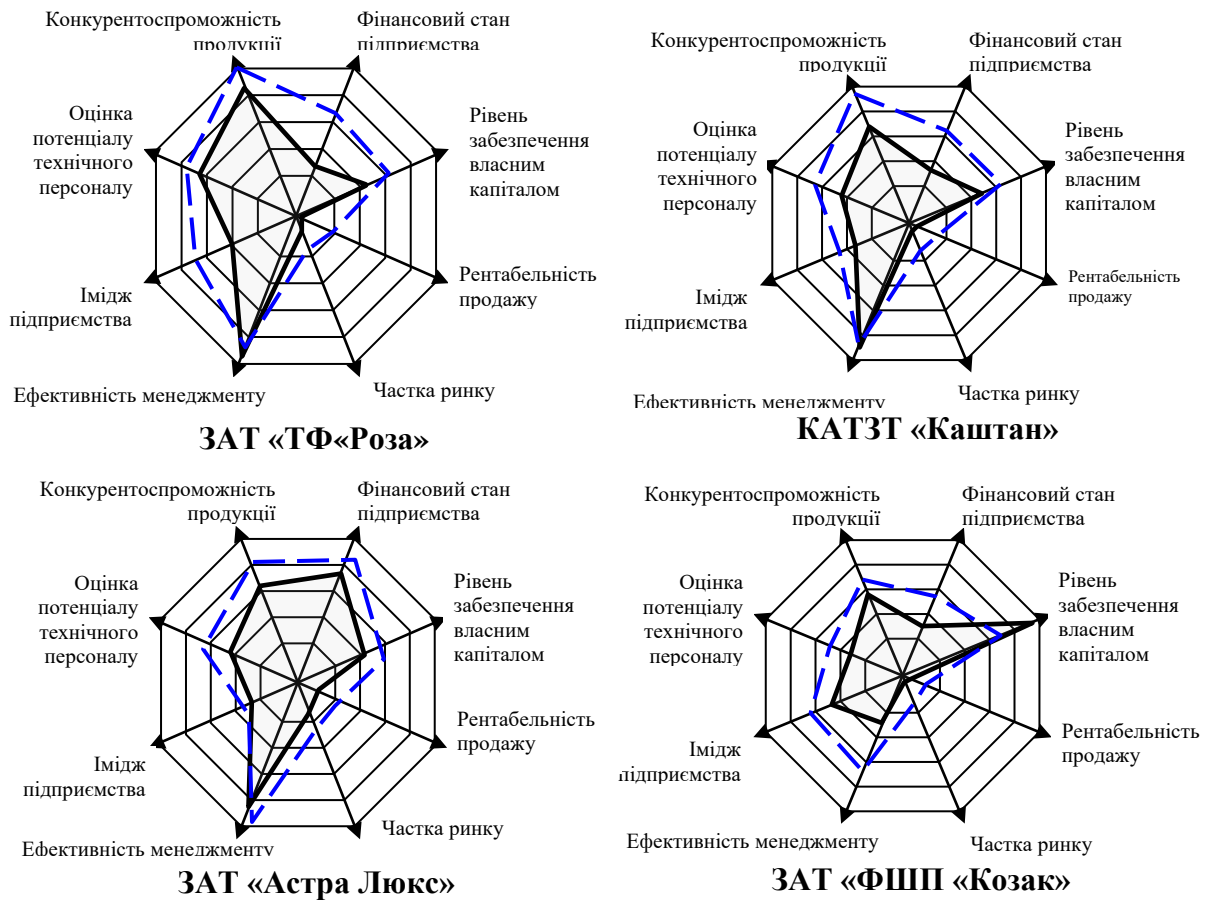 Конкурентоспроможність
продукції
Фінансовий стан
підприємства
Оцінка
потенціалу
технічного
персоналу
Рівень
забезпечення
власним
капіталом
Імідж
підприємства
Рентабельність
продажу
Ефективність менеджменту
Частка ринку
ЗАТ «ТФ«Роза»
Конкурентоспроможність
продукції
Фінансовий стан
підприємства
Оцінка
потенціалу
технічного
персоналу
Рівень
забезпечення
власним
капіталом
Імідж
підприємства
Рентабельність
продажу
Ефективність менеджменту
Частка ринку
КАТЗТ «Каштан»
Конкурентоспроможність
продукції
Фінансовий стан
підприємства
Оцінка
потенціалу
технічного
персоналу
Рівень
забезпечення
власним
капіталом
Імідж
підприємства
Рентабельність
продажу
Ефективність менеджменту
Частка ринку
ЗАТ «Астра Люкс»
Конкурентоспроможність
продукції
Фінансовий стан
підприємства
Оцінка
потенціалу
технічного
персоналу
Рівень
забезпечення
власним
капіталом
Імідж
підприємства
Рентабельність
продажу
Ефективність менеджменту
Частка ринку
ЗАТ «ФШП «Козак»